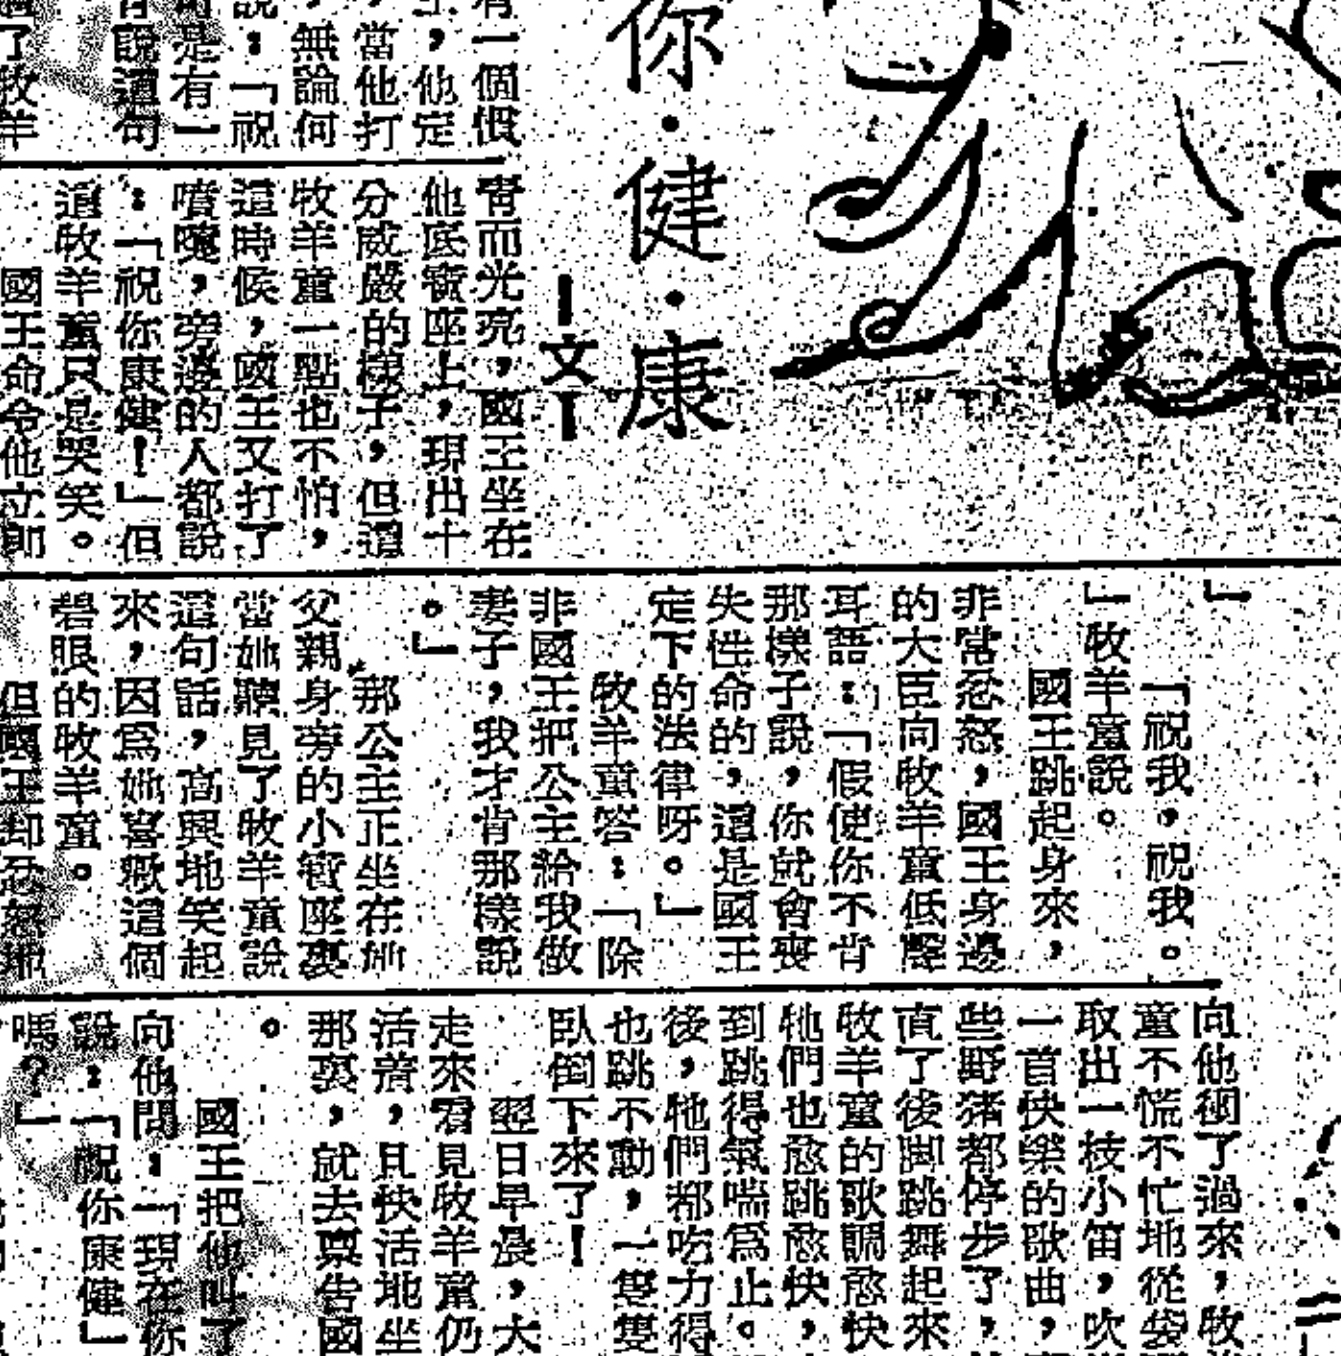 你·健·康
文
有一個慣
,他定
,當他打
,無論何
說:「祝
是有一
說道句
了牧羊
而光亮,國王坐在
他底寶座上,現出十
分威嚴的樣子,但這
牧羊童一點也不怕,
這時候,國王又打了
噴嚏,旁邊的人都說
:「祝你康健!」但
這牧羊童只是哭笑。
國王命令他立即
」
「祝我,祝我。
」牧羊童說。
國王跳起身來,
非常忿怒,國王身邊
的大臣向牧羊童低聲
耳語:「假使你不肯
那樣子說,你就會喪
失性命的,這是國王
定下的法律呀。」
牧羊童答:「除
非國王把公主給我做
妻子,我才肯那樣說
。」
那公主正坐在她
父親身旁的小寶座裏
當她聽見了牧羊童說
這句話,高興地笑起
來,因為她喜歡這個
碧眼的牧羊童。
但國王却忿怒地
向他衝了過來,牧
童不慌不忙地從袋
取出一枝小笛,吹
一首快樂的歌曲,
些野猪都停步了,
直了後脚跳舞起來
牧羊童的歌調愈快
牠們也愈跳愈快,
到跳得氣喘為止。
後,牠們都吃力得
也跳不動,一隻隻
臥倒下來了!
翌日早晨,大
走來看見牧羊童仍
活着,且快活地坐
那裏,就去稟告國
。
國王把他叫了
向他問:「現在你
說:「祝你康健」
嗎?」